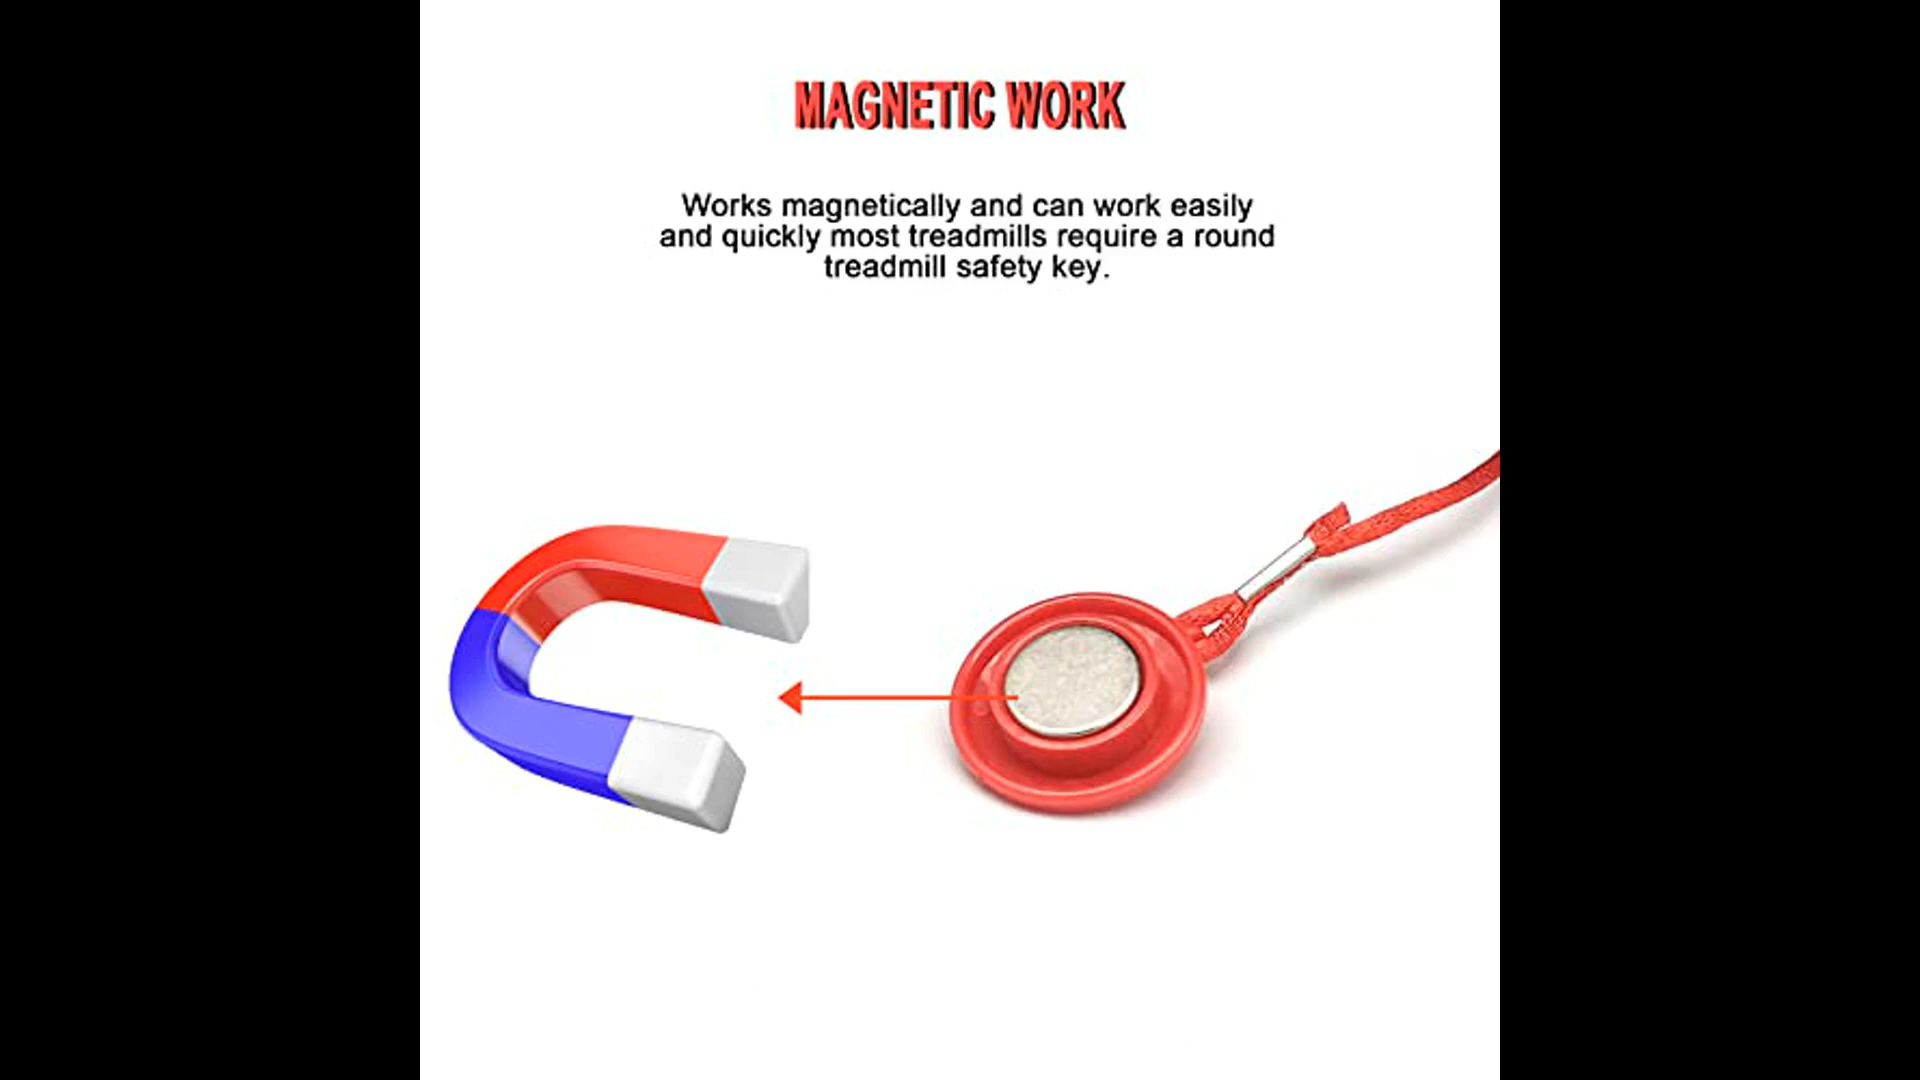 MAGNETIC WORK
Works magnetically and can work easily
and quickly most treadmills require a round
treadmill safety key.